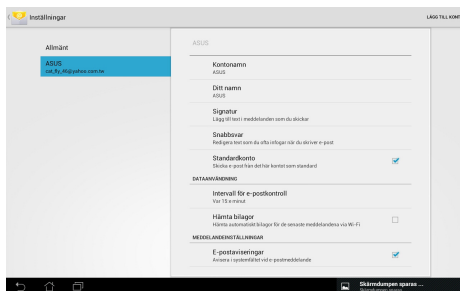 Inställningar
LÄGG TILL KONT
Allmänt
ASUS
cat_fly_40@yahoo.com.tw
ASUS
Kontonamn
ASUS
Ditt namn
ASUS
Signatur
Lägg till text i meddelanden som du skickar
Snabbsvar
Redigera text som du ofta infogar när du skriver e-post
Standardkonto
Skicka e-post från det här kontot som standard
DATAANVÄNDNING
Intervall för e-postkontroll
Var 15:e minut
Hämta bilagor
Hämta automatiskt bilagor för de senaste meddelandena via Wi-Fi
MEDDELANDEINSTÄLLNINGAR
E-postaviseringar
Avisera i systemfältet vid e-postmeddelande
Skärmdumpen sparas ...
Skärmdumpen sparas